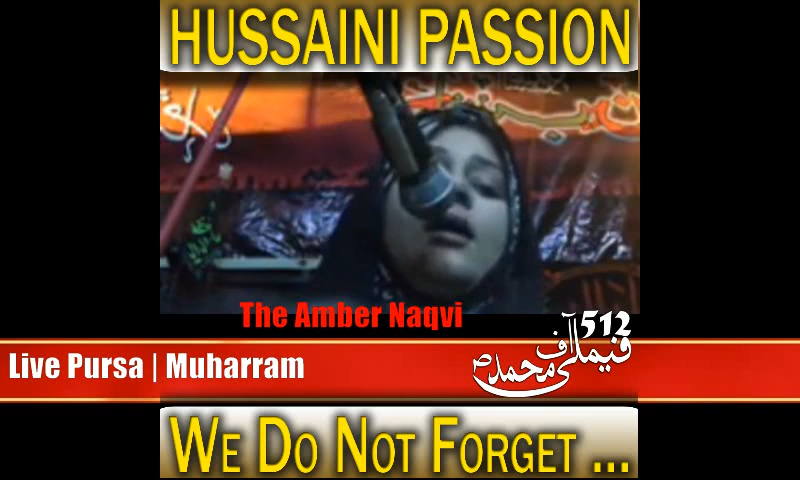 HUSSAINI PASSION
The Amber Naqvi
512
فیملی آف محمد ص
Live Pursa | Muharram
WE DO NOT FORGET ...